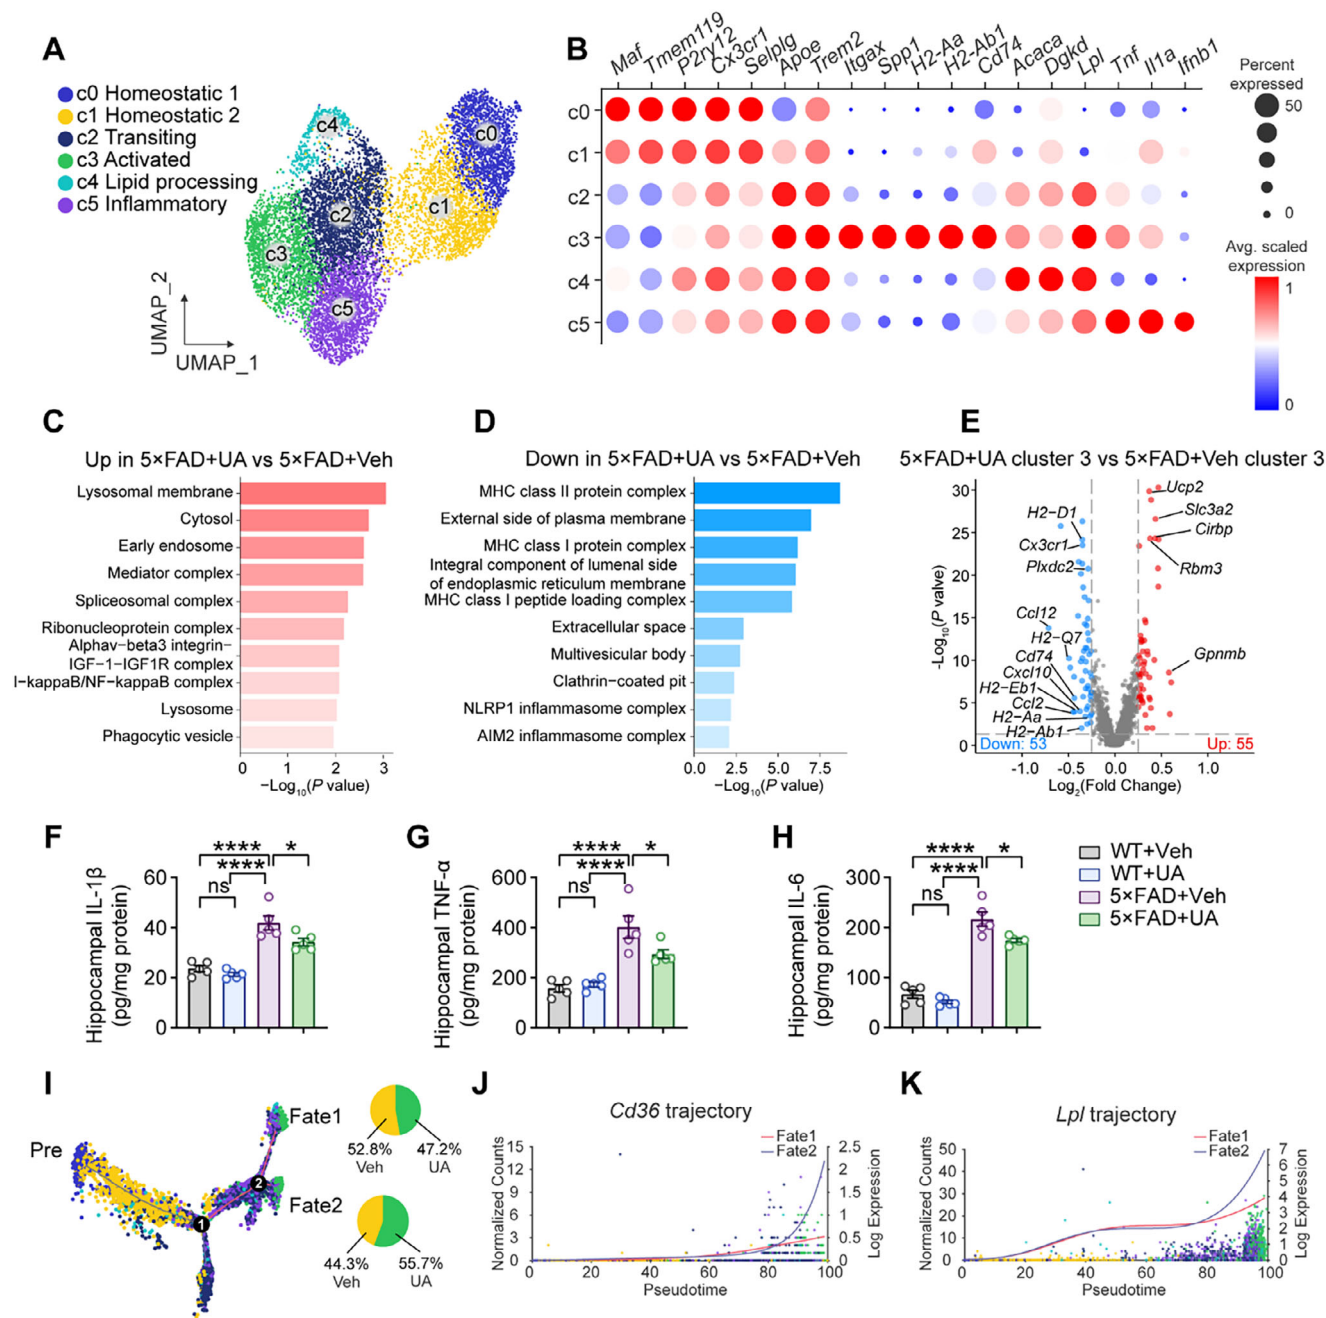 A
c0 Homeostatic 1
c1 Homeostatic 2
c2 Transiting
c3 Activated
c4 Lipid processing
c5 Inflammatory
c4
c0
c2
c1
c3
c5
UMAP_2
UMAP_1
B
Maf Tmem119 P2ry12 Cx3cr1 Selplg Apoe Trem2 Itgax Spp1 H2-Aa H2-Ab1 Cd74 Acaca Dgkd Lpl Tnf Il1a Ifnb1
c0
c1
c2
c3
c4
c5
Percent
expressed
50
0
Avg. scaled
expression
1
0
C
Up in 5×FAD+UA vs 5×FAD+Veh
Lysosomal membrane
Cytosol
Early endosome
Mediator complex
Spliceosomal complex
Ribonucleoprotein complex
Alphav-beta3 integrin-
IGF-1-IGF1R complex
I-kappaB/NF-kappaB complex
Lysosome
Phagocytic vesicle
0 1 2 3
−Log10(P value)
D
Down in 5×FAD+UA vs 5×FAD+Veh
MHC class II protein complex
External side of plasma membrane
MHC class I protein complex
Integral component of lumenal side
of endoplasmic reticulum membrane
MHC class I peptide loading complex
Extracellular space
Multivesicular body
Clathrin-coated pit
NLRP1 inflammasome complex
AIM2 inflammasome complex
0 2.5 5.0 7.5
−Log10(P value)
E
5×FAD+UA cluster 3 vs 5×FAD+Veh cluster 3
-Log10(P valve)
30
25
20
15
10
5
0
H2−D1
Cx3cr1
Plxdc2
Ccl12
H2−Q7
Cd74
Cxcl10
H2−Eb1
Ccl2
H2−Aa
H2−Ab1
Ucp2
Slc3a2
Cirbp
Rbm3
Gpnmb
Down: 53
Up: 55
-1.0 -0.5 0.0 0.5 1.0
Log2(Fold Change)
F
Hippocampal IL-1β
(pg/mg protein)
60
40
20
0
****
****
*
ns
G
Hippocampal TNF-α
(pg/mg protein)
600
400
200
0
****
****
*
ns
H
Hippocampal IL-6
(pg/mg protein)
300
200
100
0
****
****
*
ns
WT+Veh
WT+UA
5×FAD+Veh
5×FAD+UA
I
Pre
Fate1
Fate2
1
2
52.8%
Veh
47.2%
UA
44.3%
Veh
55.7%
UA
J
Cd36 trajectory
Fate1
Fate2
Normalized Counts
15
12
9
6
3
0
2.5
2
1.5
1
0.5
0
Log Expression
0 20 40 60 80 100
Pseudotime
K
Lpl trajectory
Fate1
Fate2
Normalized Counts
50
40
30
20
10
0
7
6
5
4
3
2
1
0
Log Expression
0 20 40 60 80 100
Pseudotime